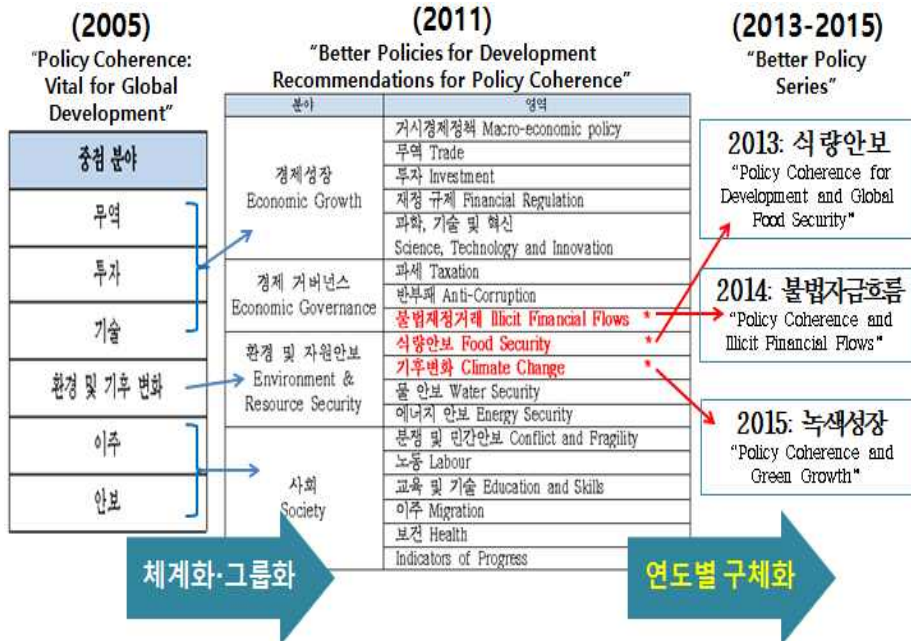 (2005)
"Policy Coherence:
Vital for Global
Development"
중점 분야
무역
투자
기술
환경 및 기후 변화
이주
안보
(2011)
"Better Policies for Development
Recommendations for Policy Coherence"
분야
영역
경제성장
Economic Growth
거시경제정책 Macro-economic policy
무역 Trade
투자 Investment
재정 규제 Financial Regulation
과학, 기술 및 혁신
Science, Technology and Innovation
경제 거버넌스
Economic Governance
과세 Taxation
반부패 Anti-Corruption
불법재정거래 Illicit Financial Flows *
환경 및 자원안보
Environment &
Resource Security
식량안보 Food Security *
기후변화 Climate Change *
물 안보 Water Security
에너지 안보 Energy Security
사회
Society
분쟁 및 민간안보 Conflict and Fragility
노동 Labour
교육 및 기술 Education and Skills
이주 Migration
보건 Health
Indicators of Progress
(2013-2015)
"Better Policy
Series"
2013: 식량안보
"Policy Coherence for
Development and Global
Food Security"
2014: 불법자금흐름
"Policy Coherence and
Illicit Financial Flows"
2015: 녹색성장
"Policy Coherence and
Green Growth"
체계화·그룹화
연도별 구체화